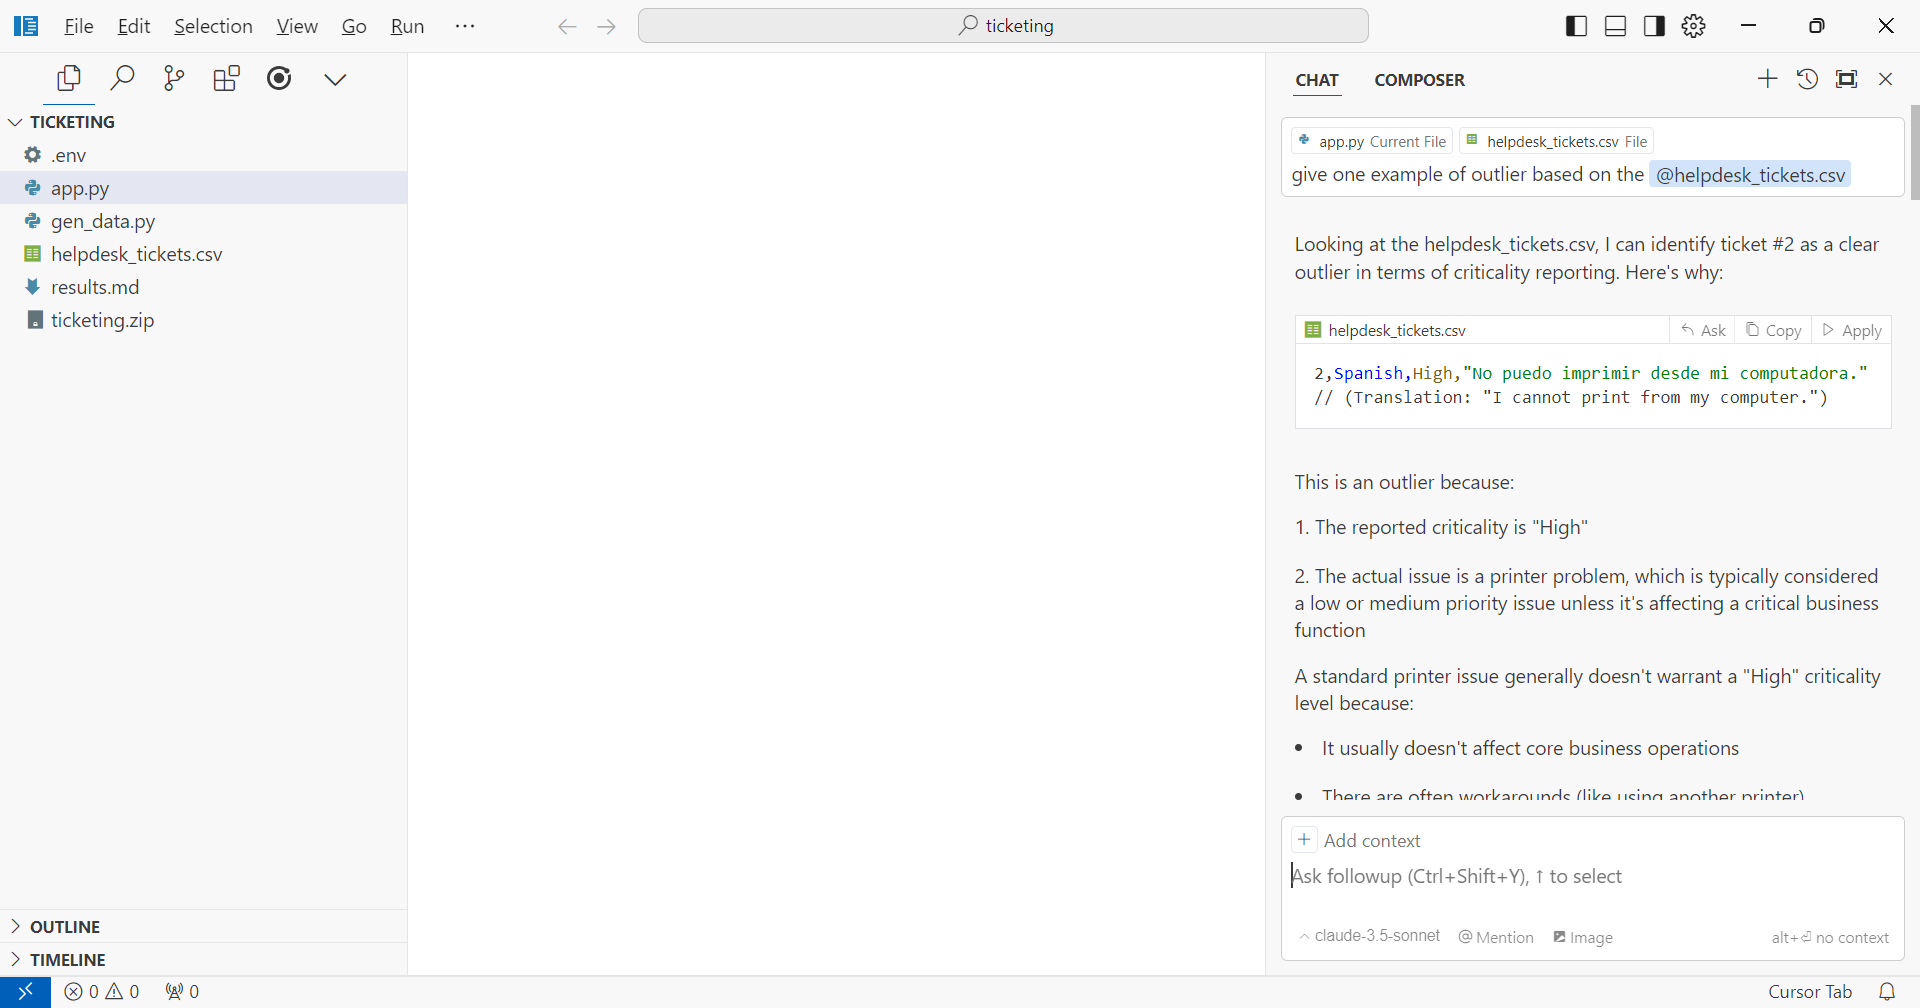 File Edit Selection View Go Run ···
ticketing
TICKETING
.env
app.py
gen_data.py
helpdesk_tickets.csv
results.md
ticketing.zip
OUTLINE
TIMELINE
CHAT COMPOSER
app.py Current File helpdesk_tickets.csv File
give one example of outlier based on the @helpdesk_tickets.csv
Looking at the helpdesk_tickets.csv, I can identify ticket #2 as a clear
outlier in terms of criticality reporting. Here's why:
helpdesk_tickets.csv Ask Copy Apply
2,Spanish,High,"No puedo imprimir desde mi computadora."
// (Translation: "I cannot print from my computer.")
This is an outlier because:
1. The reported criticality is "High"
2. The actual issue is a printer problem, which is typically considered
a low or medium priority issue unless it's affecting a critical business
function
A standard printer issue generally doesn't warrant a "High" criticality
level because:
• It usually doesn't affect core business operations
• There are often workarounds (like using another printer)
+ Add context
Ask followup (Ctrl+Shift+Y), ↑ to select
claude-3.5-sonnet @ Mention Image alt+⏎ no context
0 0 0 Cursor Tab